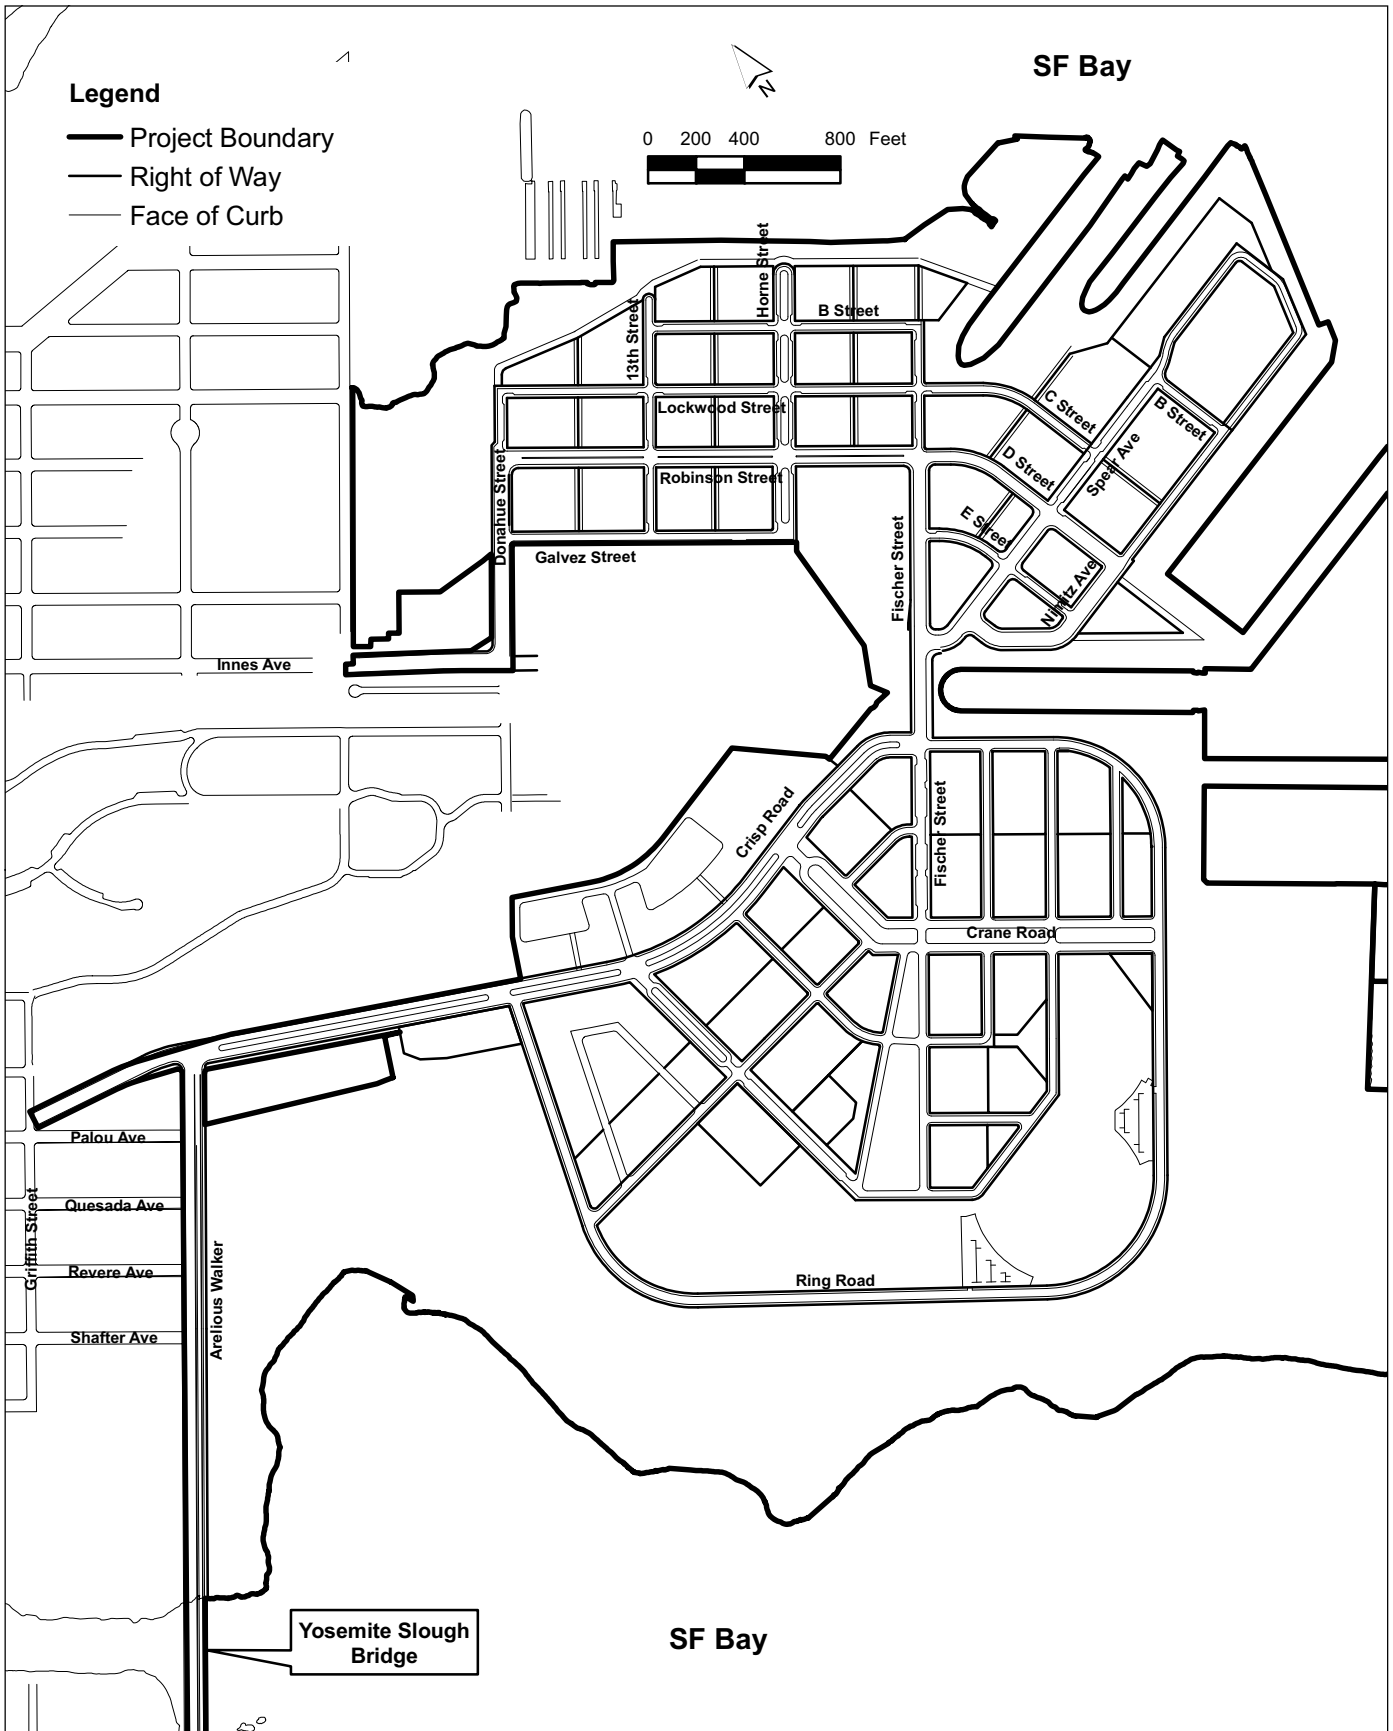 SF Bay
Legend
Project Boundary
Right of Way
Face of Curb
N
0 200 400 800 Feet
Horne Street
B Street
13th Street
Lockwood Street
C Street
B Street
Spear Ave
D Street
Robinson Street
Donahue Street
E Street
Galvez Street
Fischer Street
Nimitz Ave
Innes Ave
Crisp Road
Fischer Street
Crane Road
Palou Ave
Quesada Ave
Griffith Street
Revere Ave
Arelious Walker
Ring Road
Shafter Ave
Yosemite Slough
Bridge
SF Bay